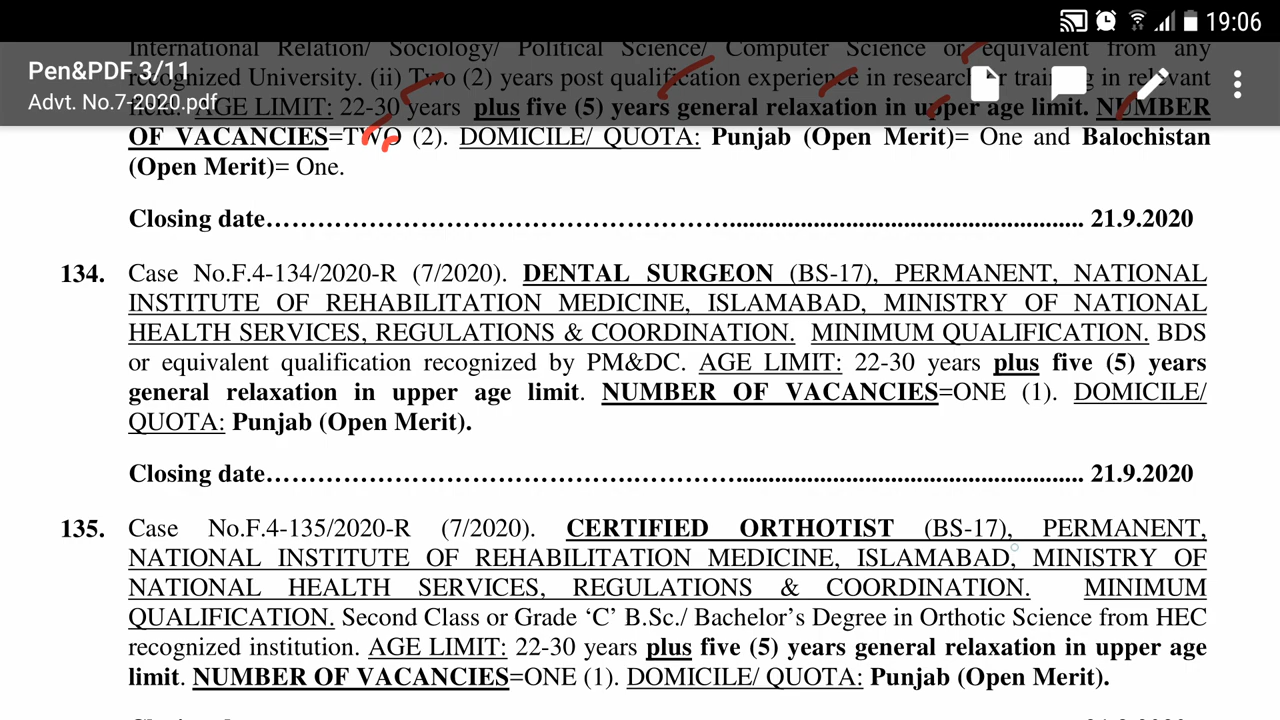 19:06
International Relation/ Sociology/ Political Science/ Computer Science or equivalent from any
Pen&PDF 3/11
recognized University. (ii) Two (2) years post qualification experience in research or training in relevant
Advt. No.7-2020.pdf
field. AGE LIMIT: 22-30 years plus five (5) years general relaxation in upper age limit. NUMBER
OF VACANCIES=TWO (2). DOMICILE/ QUOTA: Punjab (Open Merit)= One and Balochistan
(Open Merit)= One.
Closing date…………………………………………………........................................................ 21.9.2020
134. Case No.F.4-134/2020-R (7/2020). DENTAL SURGEON (BS-17), PERMANENT, NATIONAL
INSTITUTE OF REHABILITATION MEDICINE, ISLAMABAD, MINISTRY OF NATIONAL
HEALTH SERVICES, REGULATIONS & COORDINATION. MINIMUM QUALIFICATION. BDS
or equivalent qualification recognized by PM&DC. AGE LIMIT: 22-30 years plus five (5) years
general relaxation in upper age limit. NUMBER OF VACANCIES=ONE (1). DOMICILE/
QUOTA: Punjab (Open Merit).
Closing date…………………………………………………........................................................ 21.9.2020
135. Case No.F.4-135/2020-R (7/2020). CERTIFIED ORTHOTIST (BS-17), PERMANENT,
NATIONAL INSTITUTE OF REHABILITATION MEDICINE, ISLAMABAD, MINISTRY OF
NATIONAL HEALTH SERVICES, REGULATIONS & COORDINATION. MINIMUM
QUALIFICATION. Second Class or Grade ‘C’ B.Sc./ Bachelor’s Degree in Orthotic Science from HEC
recognized institution. AGE LIMIT: 22-30 years plus five (5) years general relaxation in upper age
limit. NUMBER OF VACANCIES=ONE (1). DOMICILE/ QUOTA: Punjab (Open Merit).